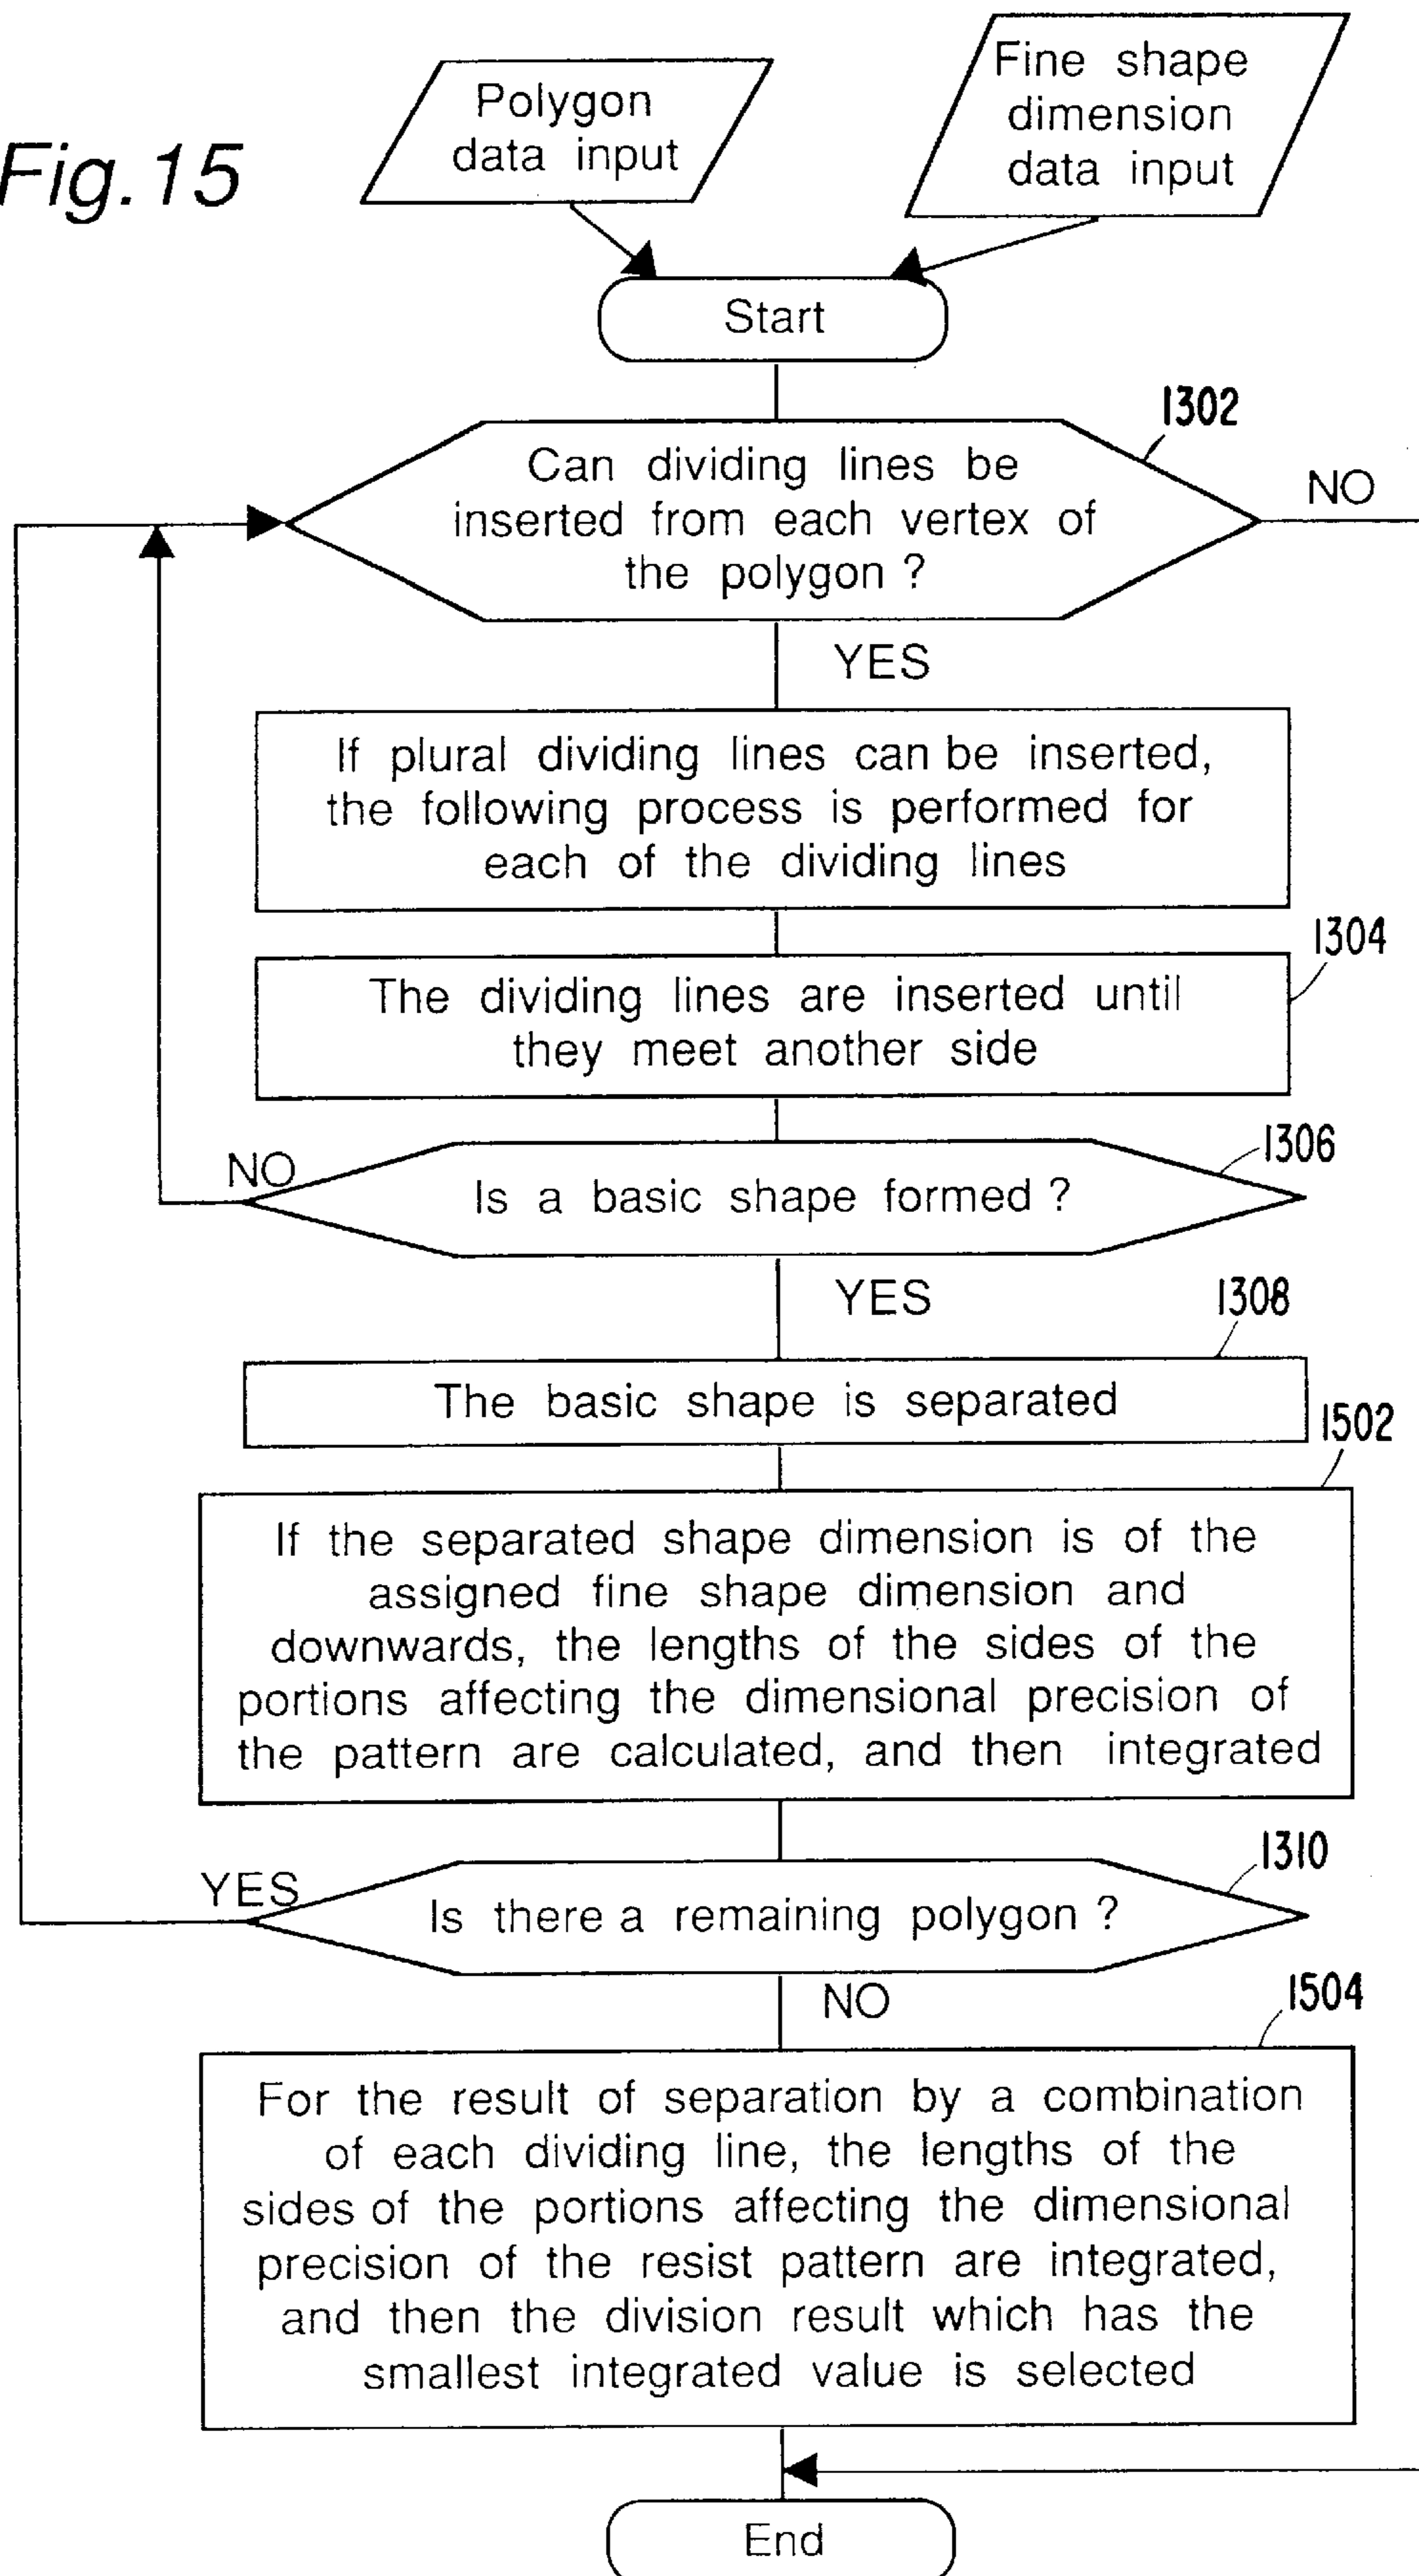 Fig. 15
Polygon
data input
Fine shape
dimension
data input
Start
1302
Can dividing lines be
inserted from each vertex of
the polygon ?
NO
YES
If plural dividing lines can be inserted,
the following process is performed for
each of the dividing lines
1304
The dividing lines are inserted until
they meet another side
1306
NO
Is a basic shape formed ?
YES
1308
The basic shape is separated
1502
If the separated shape dimension is of the
assigned fine shape dimension and
downwards, the lengths of the sides of the
portions affecting the dimensional precision of
the pattern are calculated, and then integrated
1310
YES
Is there a remaining polygon ?
NO
1504
For the result of separation by a combination
of each dividing line, the lengths of the
sides of the portions affecting the dimensional
precision of the resist pattern are integrated,
and then the division result which has the
smallest integrated value is selected
End